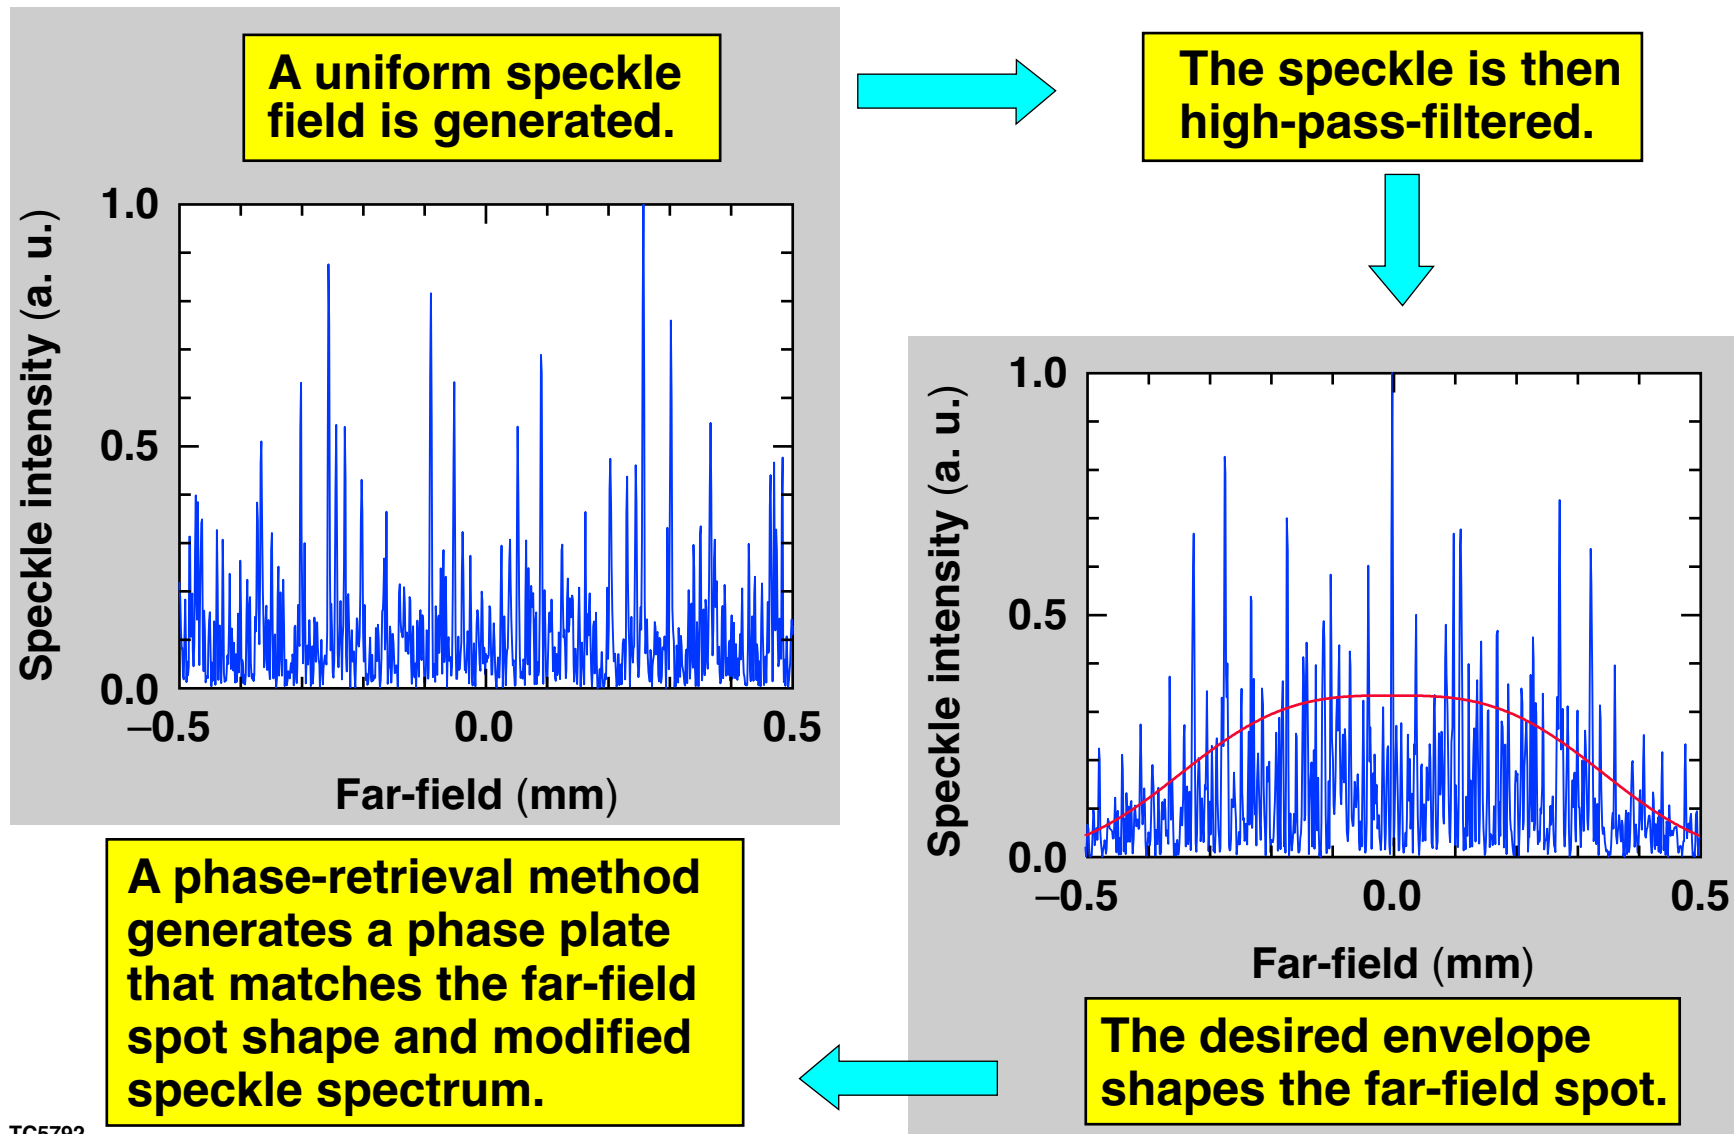 A uniform speckle
field is generated.
The speckle is then
high-pass-filtered.
Speckle intensity (a. u.)
1.0
0.5
0.0
–0.5
0.0
0.5
Far-field (mm)
Speckle intensity (a. u.)
1.0
0.5
0.0
–0.5
0.0
0.5
Far-field (mm)
The desired envelope
shapes the far-field spot.
A phase-retrieval method
generates a phase plate
that matches the far-field
spot shape and modified
speckle spectrum.
TC5792